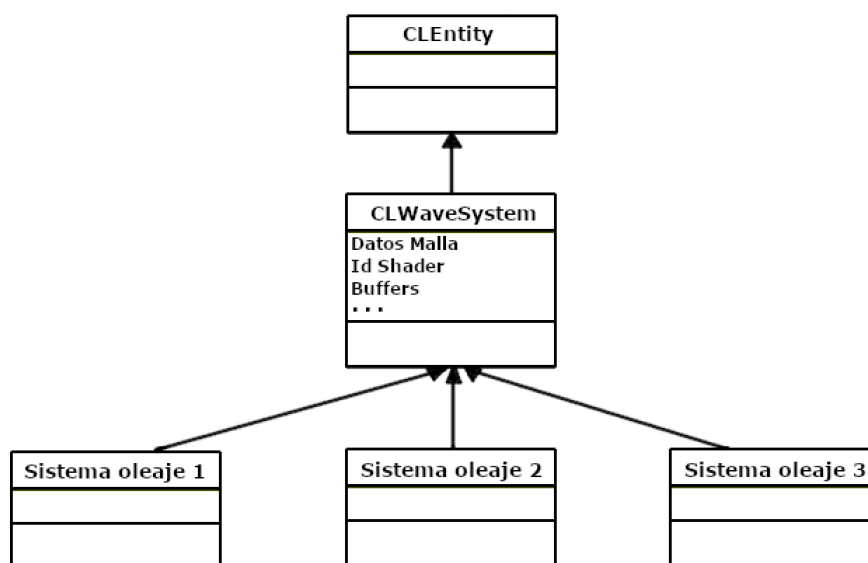 CLEntity
CLWaveSystem
Datos Malla
Id Shader
Buffers
. . .
Sistema oleaje 1
Sistema oleaje 2
Sistema oleaje 3